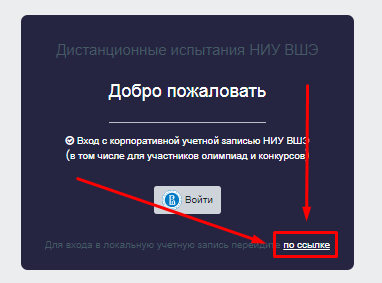 Дистанционные испытания НИУ ВШЭ
Добро пожаловать
Вход с корпоративной учетной записью НИУ ВШЭ
(в том числе для участников олимпиад и конкурсов)
Войти
Для входа в локальную учетную запись перейдите по ссылке